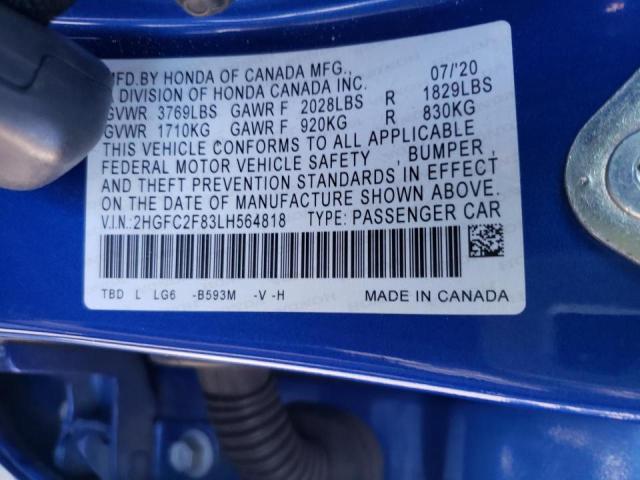 MFD. BY HONDA OF CANADA MFG., 07/'20
A DIVISION OF HONDA CANADA INC.
GVWR 3769LBS GAWR F 2028LBS R 1829LBS
GVWR 1710KG GAWR F 920KG R 830KG
THIS VEHICLE CONFORMS TO ALL APPLICABLE
FEDERAL MOTOR VEHICLE SAFETY , BUMPER ,
AND THEFT PREVENTION STANDARDS IN EFFECT
ON THE DATE OF MANUFACTURE SHOWN ABOVE.
V.I.N.:2HGFC2F83LH564818 TYPE: PASSENGER CAR
TBD L LG6 -B593M -V -H MADE IN CANADA